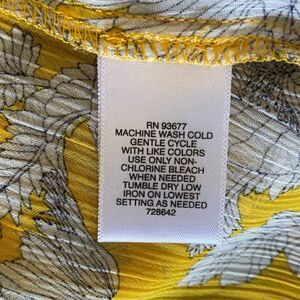 RN 93677
MACHINE WASH COLD
GENTLE CYCLE
WITH LIKE COLORS
USE ONLY NON-
CHLORINE BLEACH
WHEN NEEDED
TUMBLE DRY LOW
IRON ON LOWEST
SETTING AS NEEDED
728642